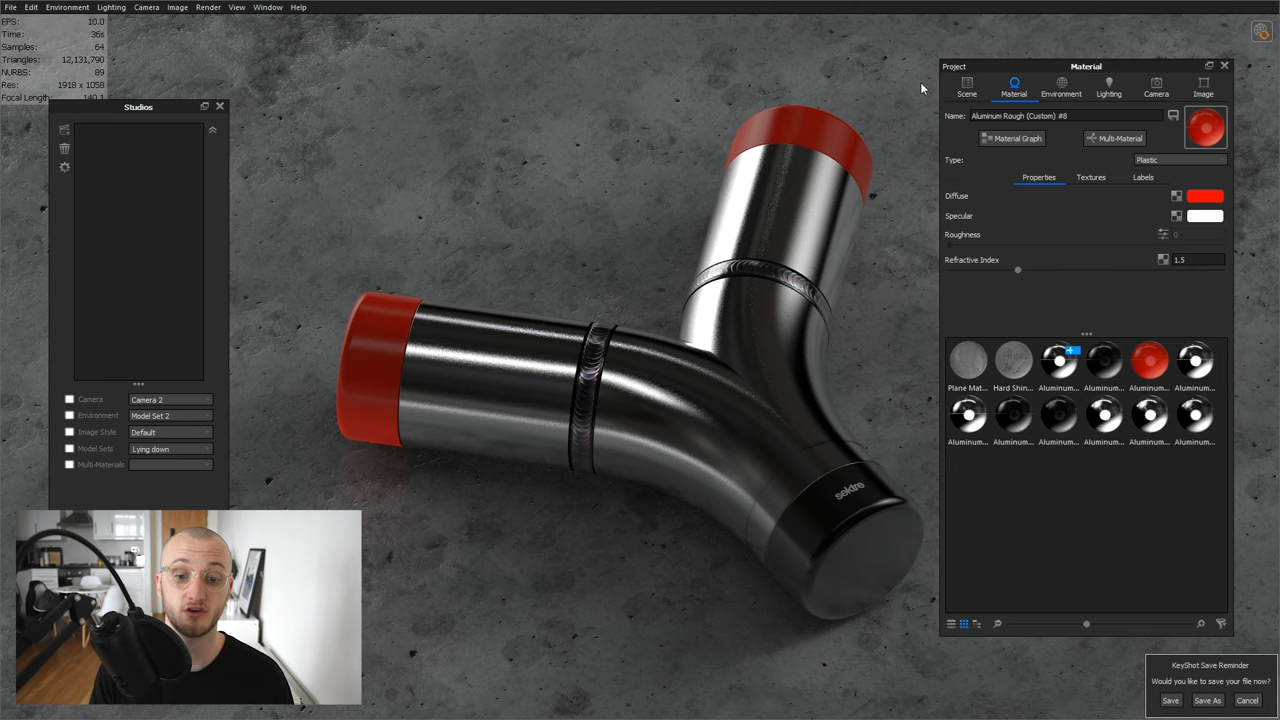 File Edit Environment Lighting Camera Image Render View Window Help
FPS: 10.0
Time: 36s
Samples: 64
Triangles: 12,131,790
NURBS: 89
Res: 1918 x 1058
Focal Length: 140.1
Studios
Camera Camera 2
Environment Model Set 2
Image Style Default
Model Sets Lying down
Multi-Materials
sektre
Project Material
Scene Material Environment Lighting Camera Image
Name: Aluminum Rough (Custom) #8
Material Graph Multi-Material
Type: Plastic
Properties Textures Labels
Diffuse
Specular
Roughness 0
Refractive Index 1.5
Plane Mat... Hard Shin... Aluminum... Aluminum... Aluminum... Aluminum...
Aluminum... Aluminum... Aluminum... Aluminum... Aluminum... Aluminum...
KeyShot Save Reminder
Would you like to save your file now?
Save Save As Cancel